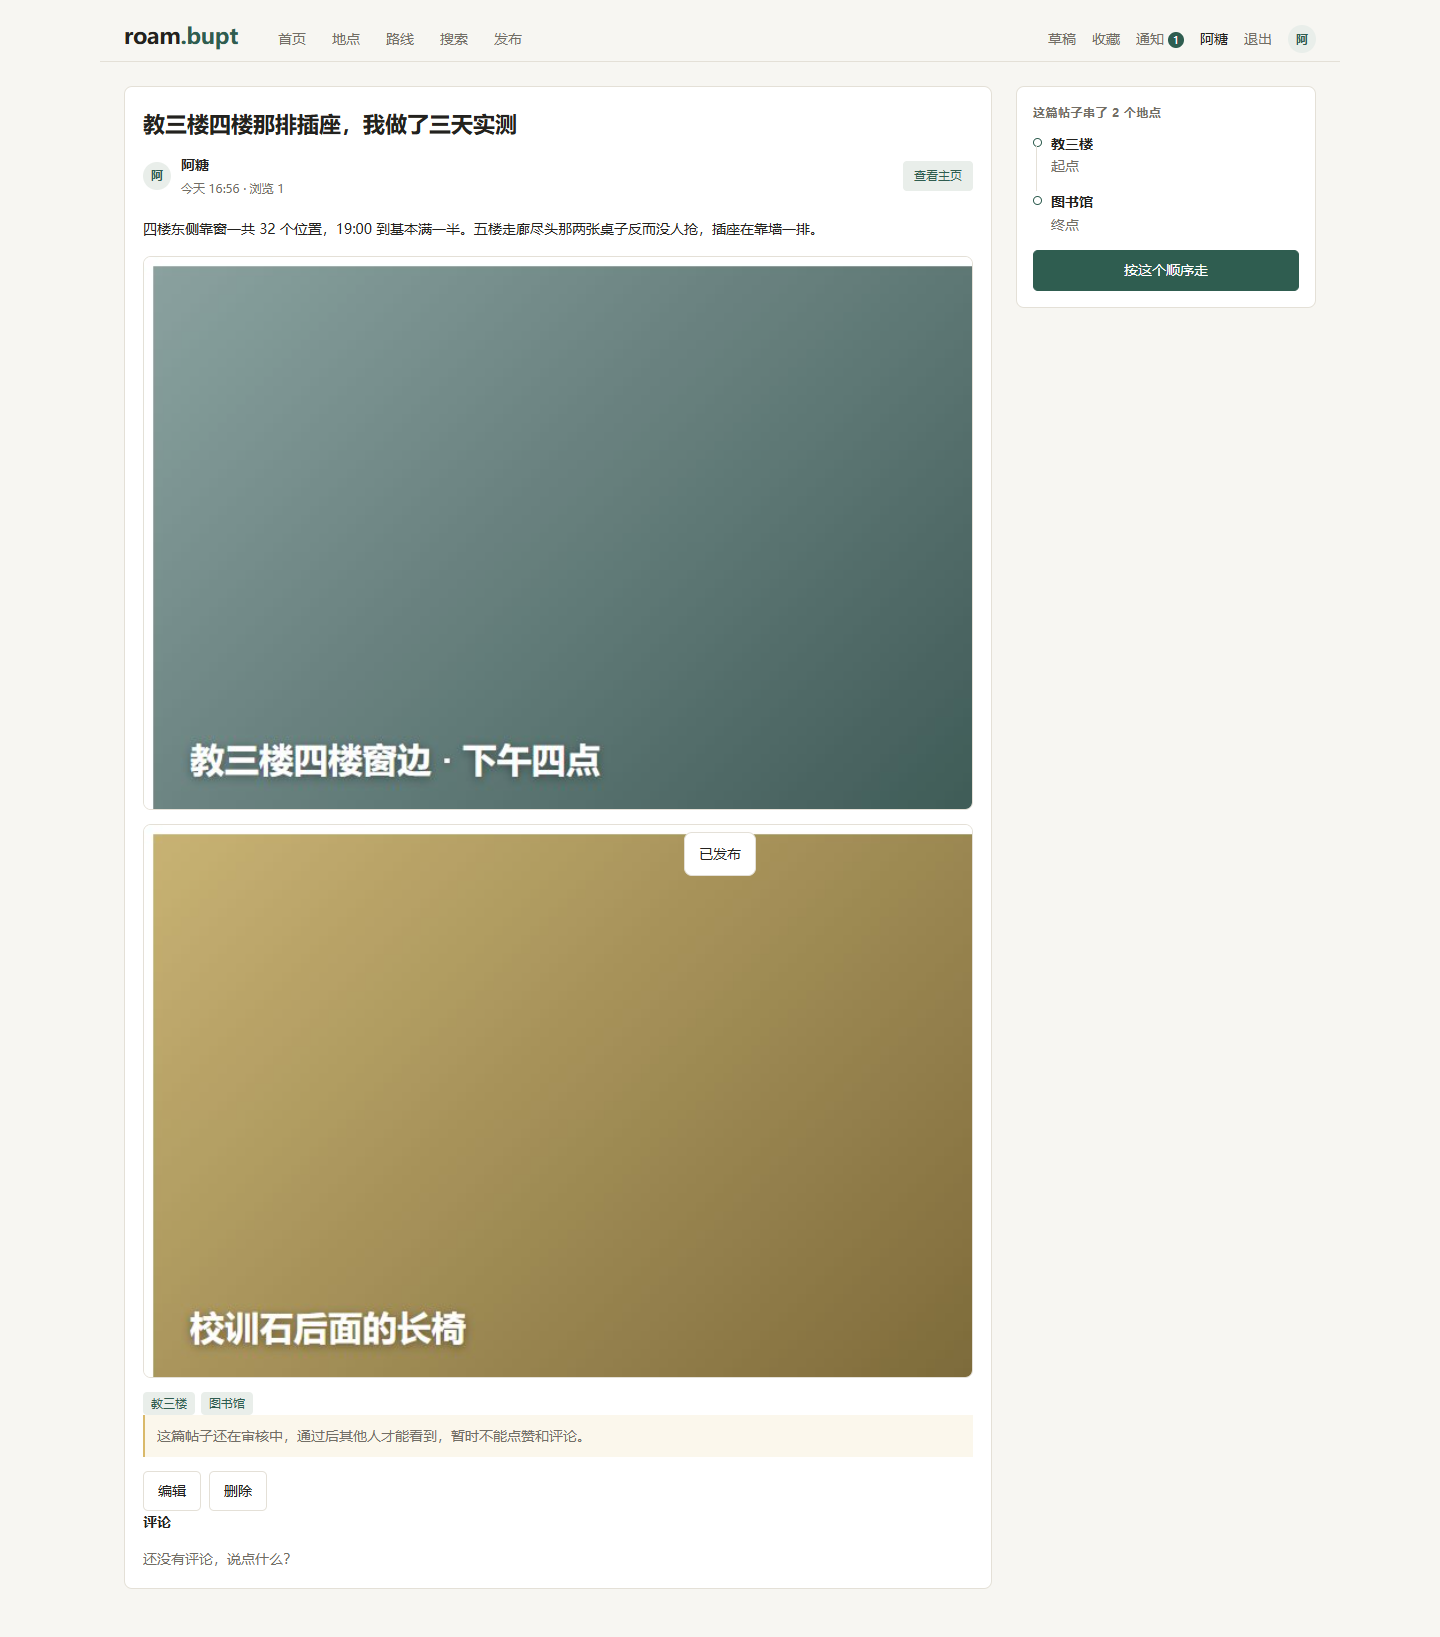 roam.bupt 首页 地点 路线 搜索 发布 草稿 收藏 通知 1 阿糖 退出 阿
教三楼四楼那排插座，我做了三天实测
阿 阿糖
今天 16:56 · 浏览 1
查看主页
四楼东侧靠窗一共 32 个位置，19:00 到基本满一半。五楼走廊尽头那两张桌子反而没人抢，插座在靠墙一排。
教三楼四楼窗边 · 下午四点
已发布
校训石后面的长椅
教三楼 图书馆
这篇帖子还在审核中，通过后其他人才能看到，暂时不能点赞和评论。
编辑 删除
评论
还没有评论，说点什么？
这篇帖子串了 2 个地点
教三楼
起点
图书馆
终点
按这个顺序走